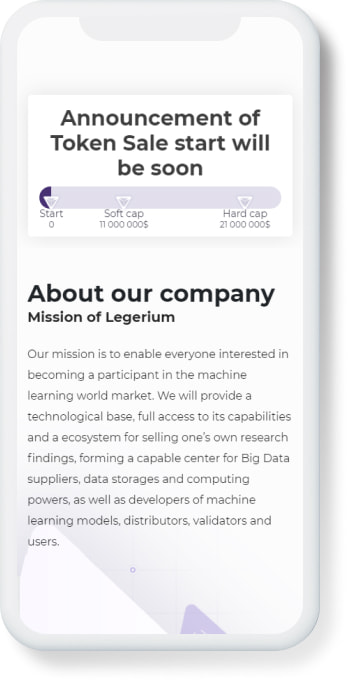 Announcement of
Token Sale start will
be soon
Start
Soft cap
Hard cap
0
11 000 000$
21 000 000$
About our company
Mission of Legerium
Our mission is to enable everyone interested in
becoming a participant in the machine
learning world market. We will provide a
technological base, full access to its capabilities
and a ecosystem for selling one's own research
findings, forming a capable center for Big Data
suppliers, data storages and computing
powers, as well as developers of machine
learning models, distributors, validators and
users.